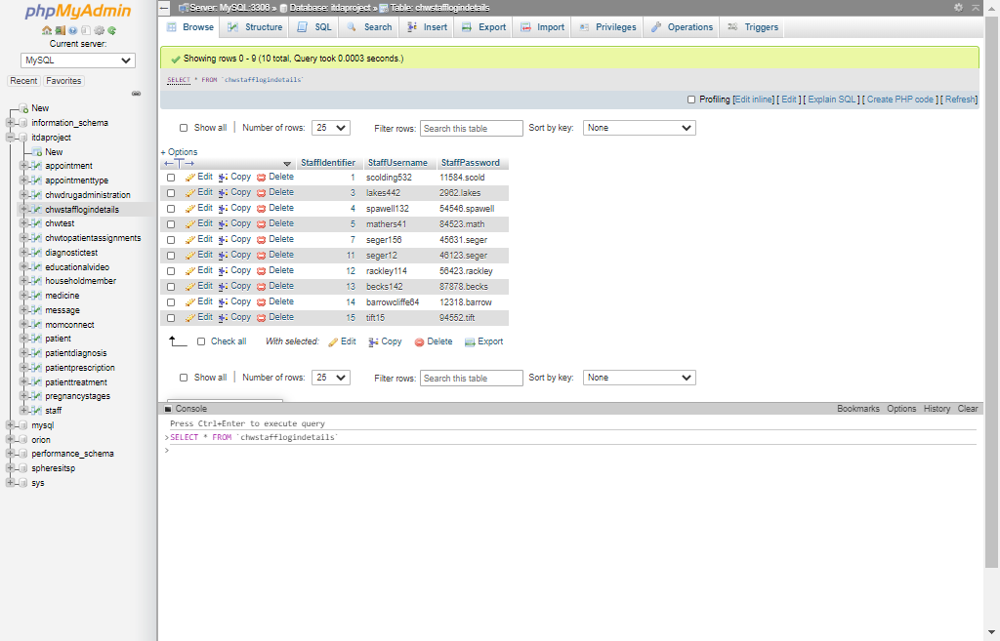 phpMyAdmin
Current server:
MySQL
Recent Favorites
New
information_schema
itdaproject
New
appointment
appointmenttype
chwdrugadministration
chwstafflogindetails
chwtest
chwtopatientassignments
diagnostictest
educationalvideo
householdmember
medicine
message
momconnect
patient
patientdiagnosis
patientprescription
patienttreatment
pregnancystages
staff
mysql
orion
performance_schema
spheresitsp
sys
Server: MySQL:3308 » Database: itdaproject » Table: chwstafflogindetails
Browse Structure SQL Search Insert Export Import Privileges Operations Triggers
Showing rows 0 - 9 (10 total, Query took 0.0003 seconds.)
SELECT * FROM `chwstafflogindetails`
Profiling [Edit inline] [ Edit ] [ Explain SQL ] [ Create PHP code ] [ Refresh]
Show all | Number of rows: 25 Filter rows: Search this table Sort by key: None
+ Options
←T→ StaffIdentifier StaffUsername StaffPassword
Edit Copy Delete 1 scolding532 11584.scold
Edit Copy Delete 3 lakes442 2962.lakes
Edit Copy Delete 4 spawell132 54546.spawell
Edit Copy Delete 5 mathers41 84523.math
Edit Copy Delete 7 seger156 45631.seger
Edit Copy Delete 11 seger12 46123.seger
Edit Copy Delete 12 rackley114 56423.rackley
Edit Copy Delete 13 becks142 87878.becks
Edit Copy Delete 14 barrowcliffe64 12318.barrow
Edit Copy Delete 15 tift15 94552.tift
Check all With selected: Edit Copy Delete Export
Show all | Number of rows: 25 Filter rows: Search this table Sort by key: None
Console Bookmarks Options History Clear
Press Ctrl+Enter to execute query
>SELECT * FROM `chwstafflogindetails`
>